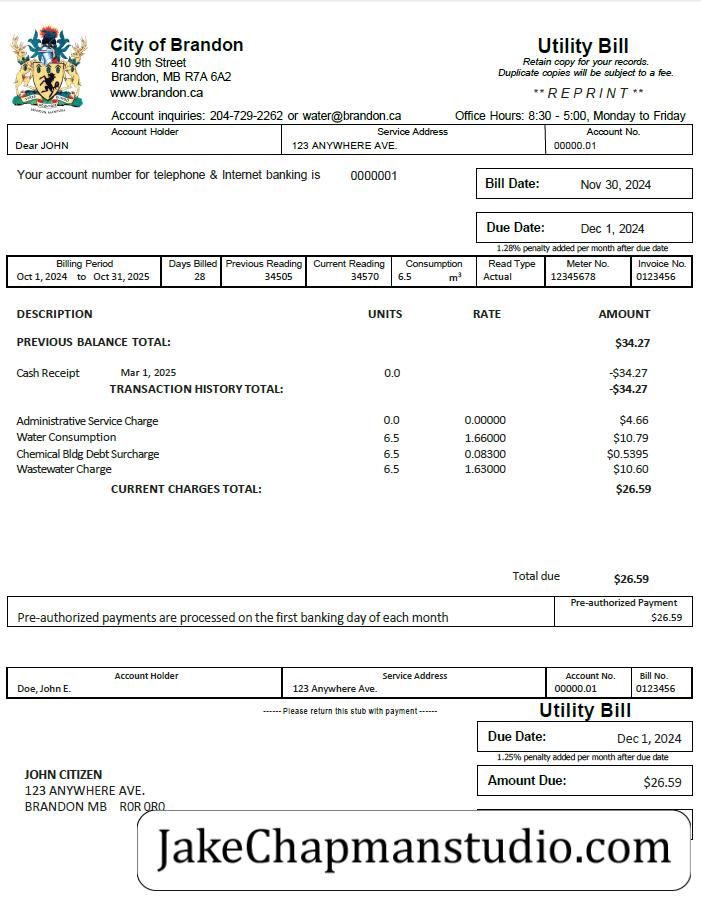 City of Brandon
410 9th Street
Brandon, MB R7A 6A2
www.brandon.ca
Utility Bill
Retain copy for your records.
Duplicate copies will be subject to a fee.
**REPRINT**
Account inquiries: 204-729-2262 or water@brandon.ca Office Hours: 8:30 - 5:00, Monday to Friday
Account Holder Service Address Account No.
Dear JOHN 123 ANYWHERE AVE. 00000.01
Your account number for telephone & Internet banking is 0000001
Bill Date: Nov 30, 2024
Due Date: Dec 1, 2024
1.28% penalty added per month after due date
Billing Period Days Billed Previous Reading Current Reading Consumption Read Type Meter No. Invoice No.
Oct 1, 2024 to Oct 31, 2025 28 34505 34570 6.5 m³ Actual 12345678 0123456
DESCRIPTION UNITS RATE AMOUNT
PREVIOUS BALANCE TOTAL: $34.27
Cash Receipt Mar 1, 2025 0.0 -$34.27
TRANSACTION HISTORY TOTAL: -$34.27
Administrative Service Charge 0.0 0.00000 $4.66
Water Consumption 6.5 1.66000 $10.79
Chemical Bldg Debt Surcharge 6.5 0.08300 $0.5395
Wastewater Charge 6.5 1.63000 $10.60
CURRENT CHARGES TOTAL: $26.59
Total due $26.59
Pre-authorized payments are processed on the first banking day of each month
Pre-authorized Payment
$26.59
Account Holder Service Address Account No. Bill No.
Doe, John E. 123 Anywhere Ave. 00000.01 0123456
------ Please return this stub with payment ------
Utility Bill
Due Date: Dec 1, 2024
1.25% penalty added per month after due date
Amount Due: $26.59
JOHN CITIZEN
123 ANYWHERE AVE.
BRANDON MB R0R 0R0
JakeChapmanstudio.com